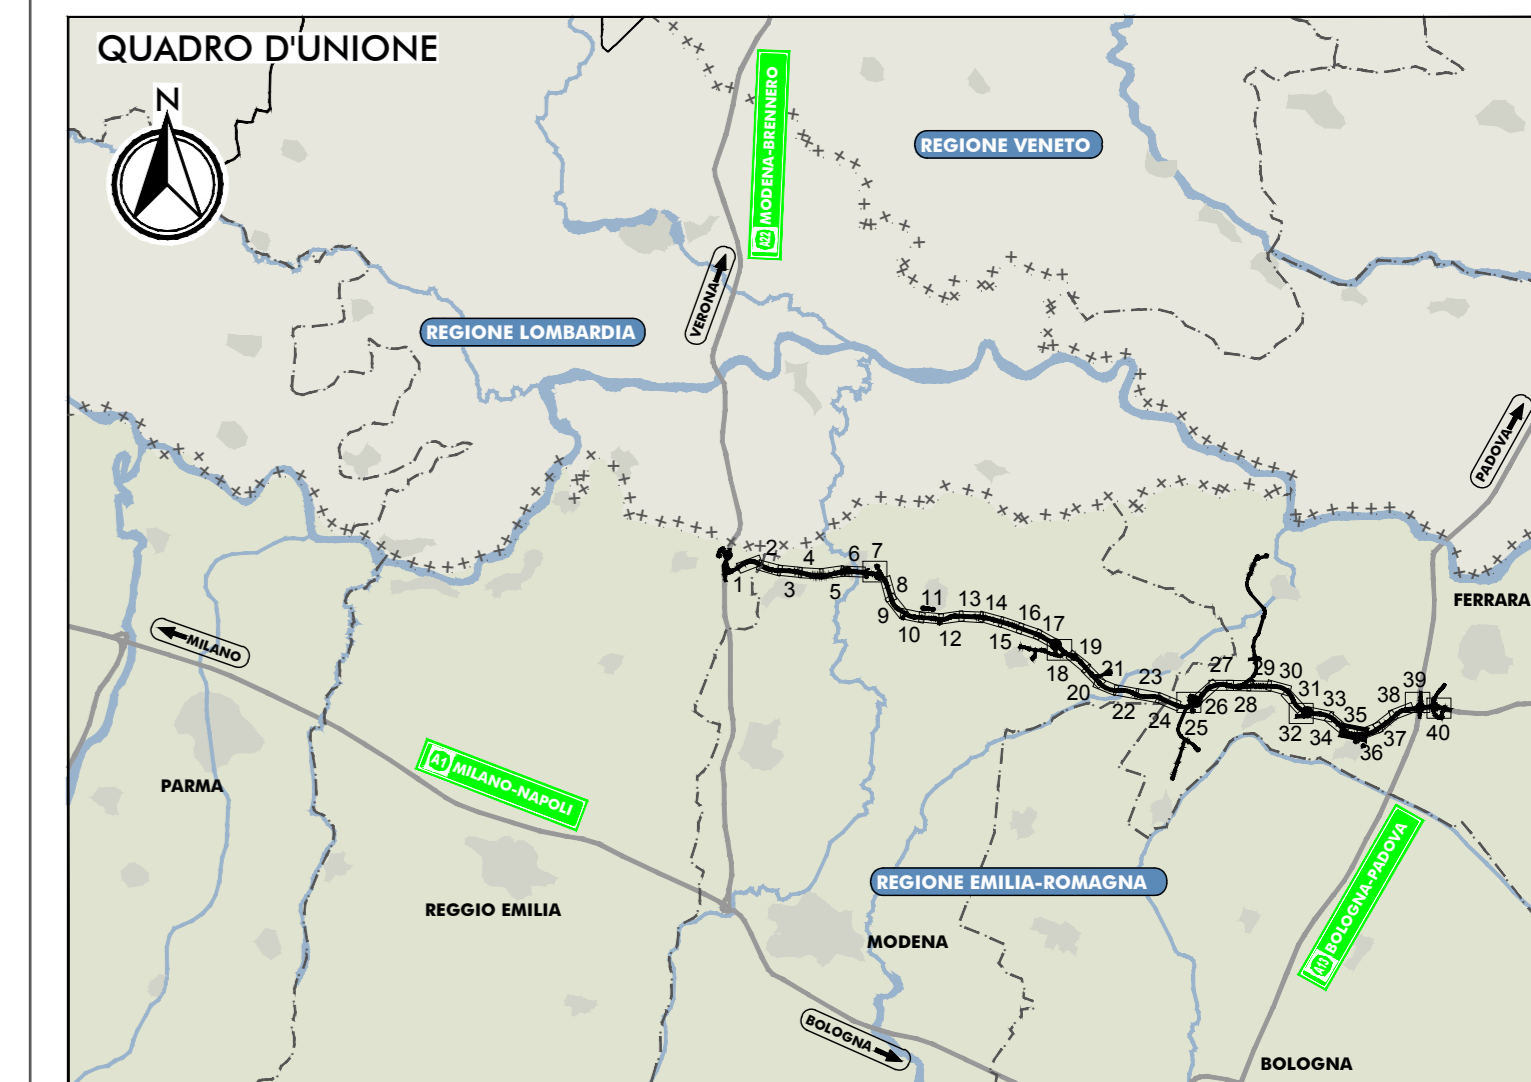 QUADRO D'UNIONE
N
A22 MODENA-BRENNERO
REGIONE VENETO
VERONA
REGIONE LOMBARDIA
PADOVA
1
2
3
4
5
6
7
8
9
10
11
12
13
14
15
16
17
18
19
20
21
22
23
24
25
26
27
28
29
30
31
32
33
34
35
36
37
38
39
40
FERRARA
MILANO
PARMA
A1 MILANO-NAPOLI
REGGIO EMILIA
REGIONE EMILIA-ROMAGNA
MODENA
A13 BOLOGNA-PADOVA
BOLOGNA
BOLOGNA